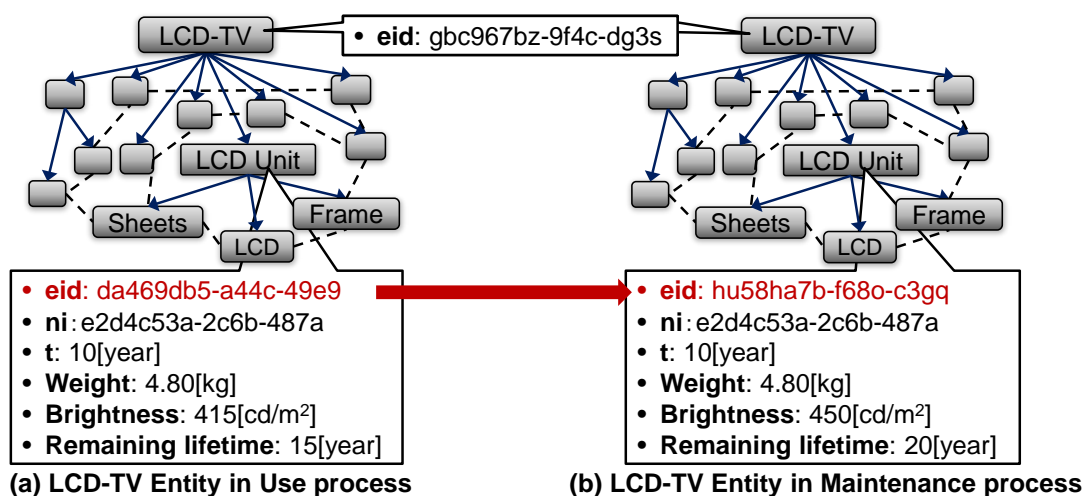 LCD-TV
• eid: gbc967bz-9f4c-dg3s
LCD-TV
LCD Unit
Sheets
Frame
LCD
LCD Unit
Sheets
Frame
LCD
• eid: da469db5-a44c-49e9
• ni:e2d4c53a-2c6b-487a
• t: 10[year]
• Weight: 4.80[kg]
• Brightness: 415[cd/m²]
• Remaining lifetime: 15[year]
• eid: hu58ha7b-f68o-c3gq
• ni:e2d4c53a-2c6b-487a
• t: 10[year]
• Weight: 4.80[kg]
• Brightness: 450[cd/m²]
• Remaining lifetime: 20[year]
(a) LCD-TV Entity in Use process
(b) LCD-TV Entity in Maintenance process